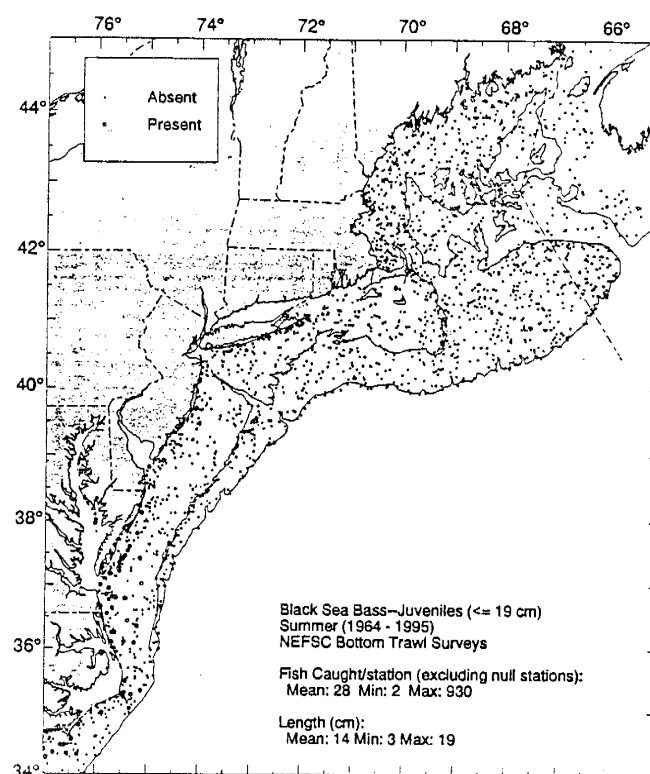 76° 74° 72° 70° 68° 66°
44°
Absent
Present
42°
40°
38°
36°
34°
Black Sea Bass--Juveniles (<= 19 cm)
Summer (1964 - 1995)
NEFSC Bottom Trawl Surveys
Fish Caught/station (excluding null stations):
Mean: 28 Min: 2 Max: 930
Length (cm):
Mean: 14 Min: 3 Max: 19